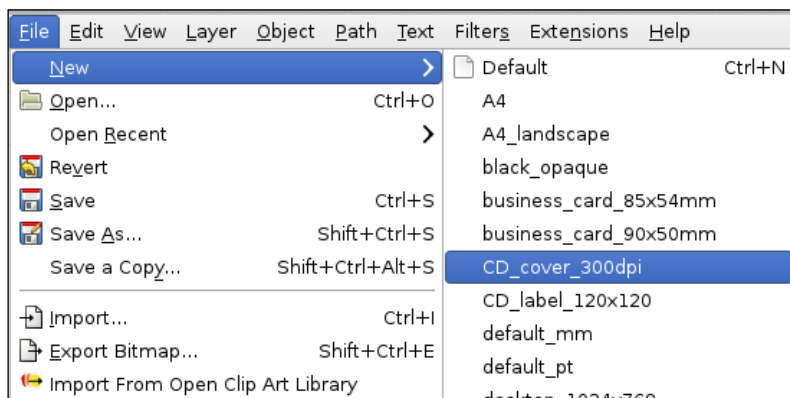 File Edit View Layer Object Path Text Filters Extensions Help
New
Open... Ctrl+O
Open Recent
Revert
Save Ctrl+S
Save As... Shift+Ctrl+S
Save a Copy... Shift+Ctrl+Alt+S
Import... Ctrl+I
Export Bitmap... Shift+Ctrl+E
Import From Open Clip Art Library
Default Ctrl+N
A4
A4_landscape
black_opaque
business_card_85x54mm
business_card_90x50mm
CD_cover_300dpi
CD_label_120x120
default_mm
default_pt
desktop_1024x768